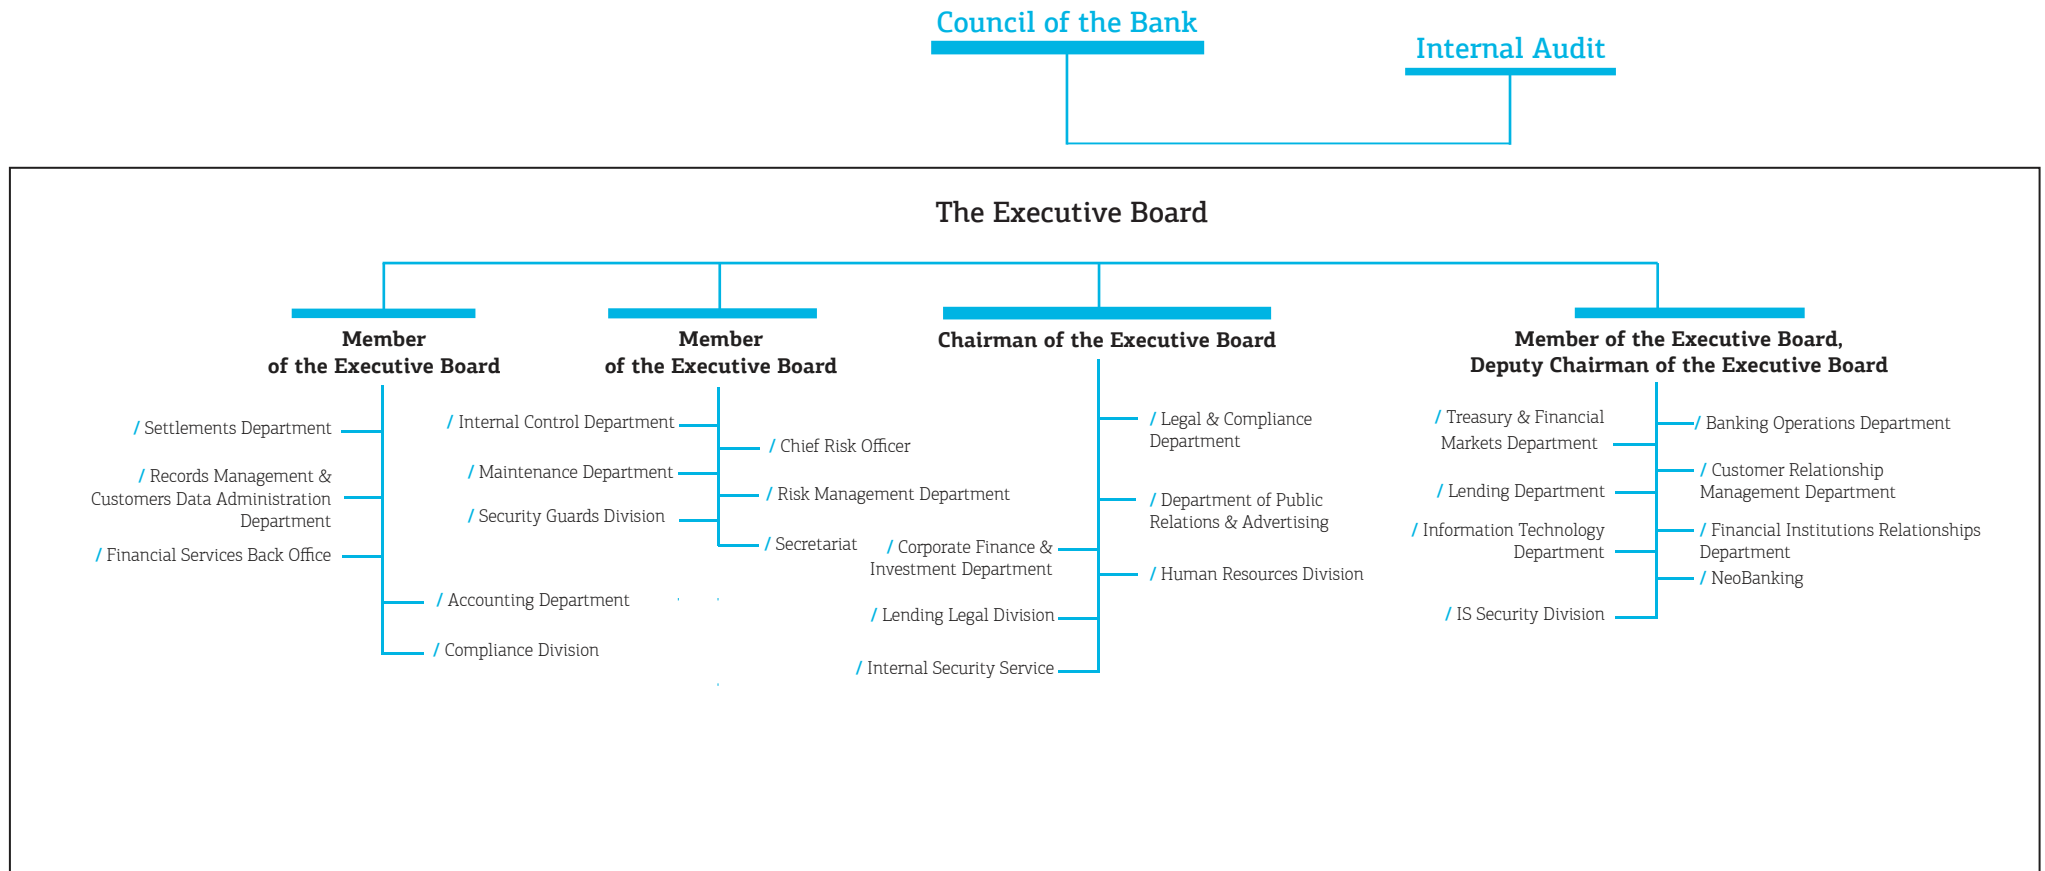 Council of the Bank
Internal Audit
The Executive Board
Member
of the Executive Board
/ Settlements Department
/ Records Management &
Customers Data Administration
Department
/ Financial Services Back Office
/ Accounting Department
/ Compliance Division
Member
of the Executive Board
/ Internal Control Department
/ Chief Risk Officer
/ Maintenance Department
/ Risk Management Department
/ Security Guards Division
/ Secretariat
Chairman of the Executive Board
/ Legal & Compliance
Department
/ Department of Public
Relations & Advertising
/ Corporate Finance &
Investment Department
/ Human Resources Division
/ Lending Legal Division
/ Internal Security Service
Member of the Executive Board,
Deputy Chairman of the Executive Board
/ Treasury & Financial
Markets Department
/ Banking Operations Department
/ Customer Relationship
Management Department
/ Lending Department
/ Information Technology
Department
/ Financial Institutions Relationships
Department
/ NeoBanking
/ IS Security Division